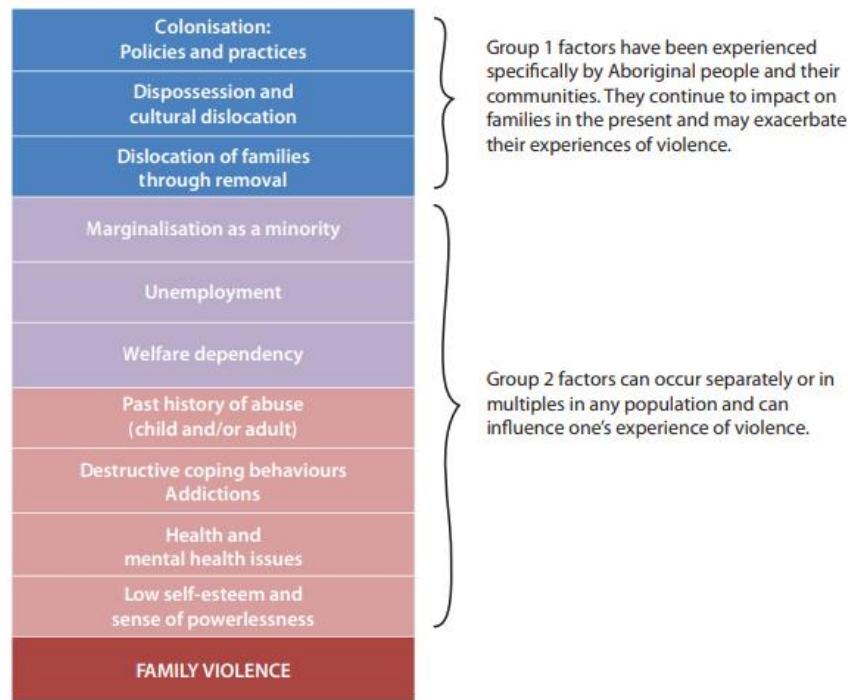 Colonisation:
Policies and practices
Dispossession and
cultural dislocation
Dislocation of families
through removal
Group 1 factors have been experienced
specifically by Aboriginal people and their
communities. They continue to impact on
families in the present and may exacerbate
their experiences of violence.
Marginalisation as a minority
Unemployment
Welfare dependency
Past history of abuse
(child and/or adult)
Destructive coping behaviours
Addictions
Health and
mental health issues
Low self-esteem and
sense of powerlessness
Group 2 factors can occur separately or in
multiples in any population and can
influence one's experience of violence.
FAMILY VIOLENCE